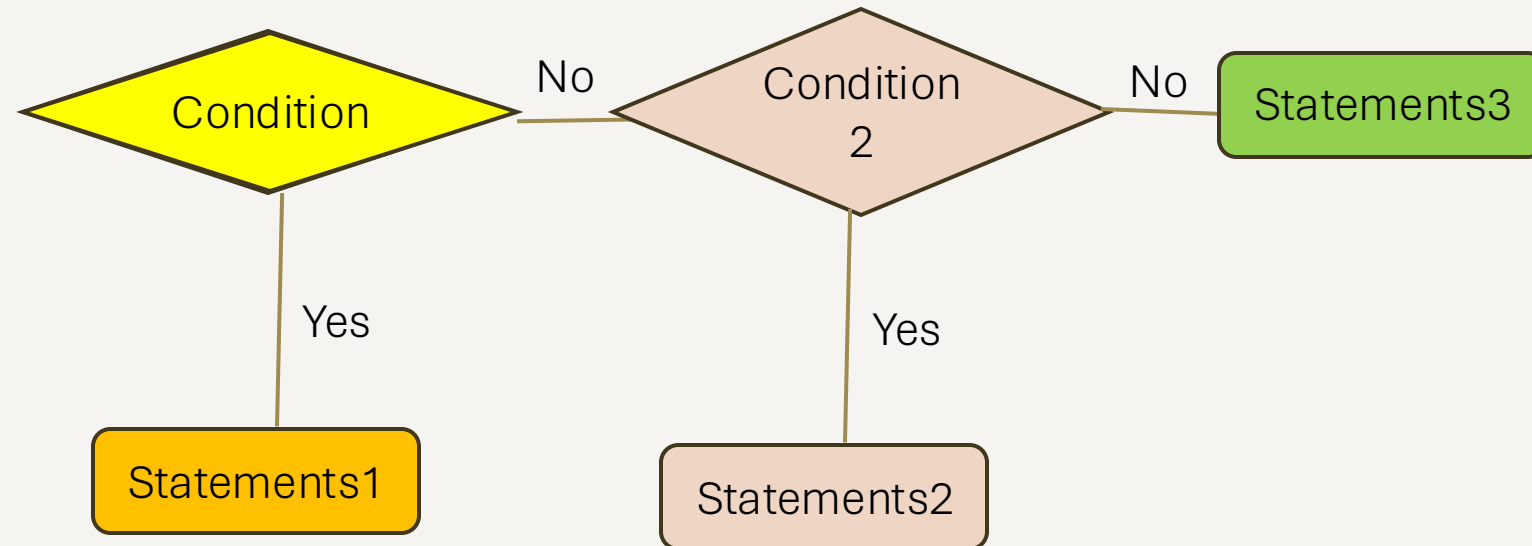 Condition
No
Condition
2
No
Statements3
Yes
Yes
Statements1
Statements2